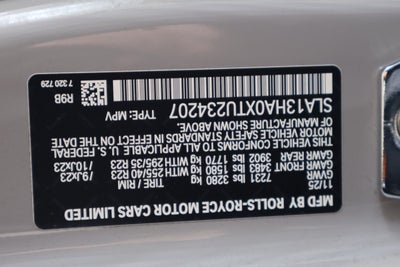 MFD BY ROLLS-ROYCE MOTOR CARS LIMITED
11/25
GVWR 7231 LBS 3280 kg TIRE / RIM
GAWR FRONT 3483 LBS 1580 kg WITH 255/40 R23 /9JX23
GAWR REAR 3902 LBS 1770 kg WITH 295/35 R23 /10JX23
THIS VEHICLE CONFORMS TO ALL APPLICABLE U. S. FEDERAL
MOTOR VEHICLE SAFETY STANDARDS IN EFFECT ON THE DATE
OF MANUFACTURE SHOWN ABOVE.
SLA13HA0XTU234207 TYPE: MPV
R9B
7 320 729